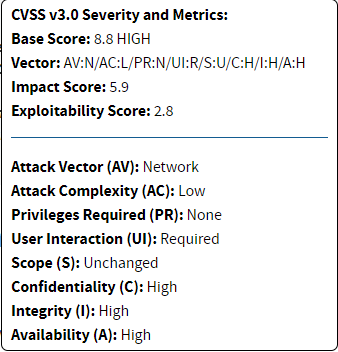 CVSS v3.0 Severity and Metrics:
Base Score: 8.8 HIGH
Vector: AV:N/AC:L/PR:N/UI:R/S:U/C:H/I:H/A:H
Impact Score: 5.9
Exploitability Score: 2.8
Attack Vector (AV): Network
Attack Complexity (AC): Low
Privileges Required (PR): None
User Interaction (UI): Required
Scope (S): Unchanged
Confidentiality (C): High
Integrity (I): High
Availability (A): High